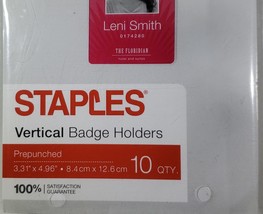 Leni Smith
0174280
THE FLORIDIAN
STAPLES
Vertical Badge Holders
Prepunched
3.31" x 4.96" • 8.4cm x 12.6cm
10 QTY.
100% SATISFACTION
GUARANTEE